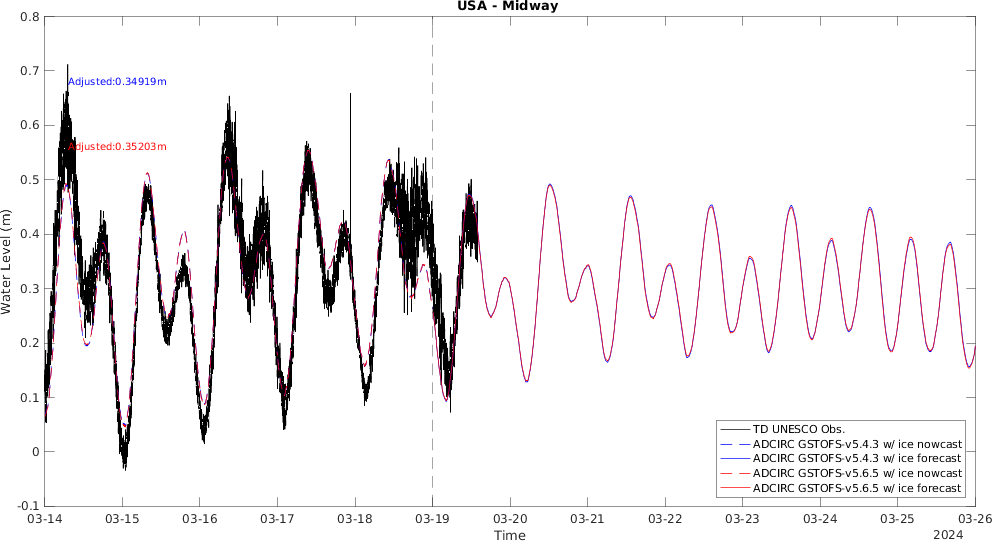 USA - Midway
0.8
0.7
0.6
0.5
0.4
0.3
0.2
0.1
0
-0.1
Water Level (m)
Adjusted:0.34919m
Adjusted:0.35203m
TD UNESCO Obs.
ADCIRC GSTOFS-v5.4.3 w/ ice nowcast
ADCIRC GSTOFS-v5.4.3 w/ ice forecast
ADCIRC GSTOFS-v5.6.5 w/ ice nowcast
ADCIRC GSTOFS-v5.6.5 w/ ice forecast
03-14 03-15 03-16 03-17 03-18 03-19 03-20 03-21 03-22 03-23 03-24 03-25 03-26
Time
2024